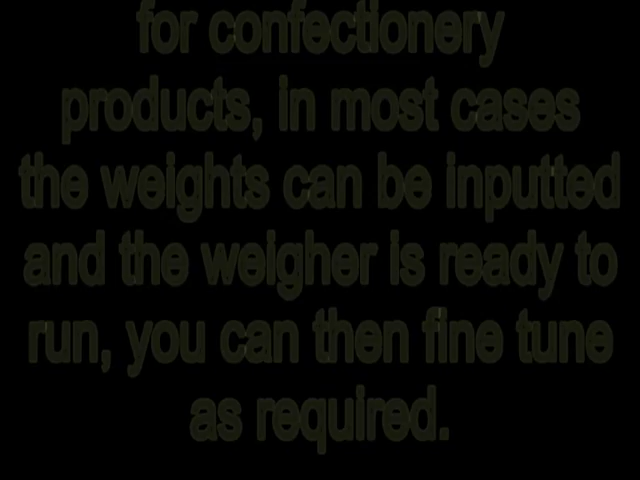 for confectionery
products, in most cases
the weights can be inputted
and the weigher is ready to
run, you can then fine tune
as required.